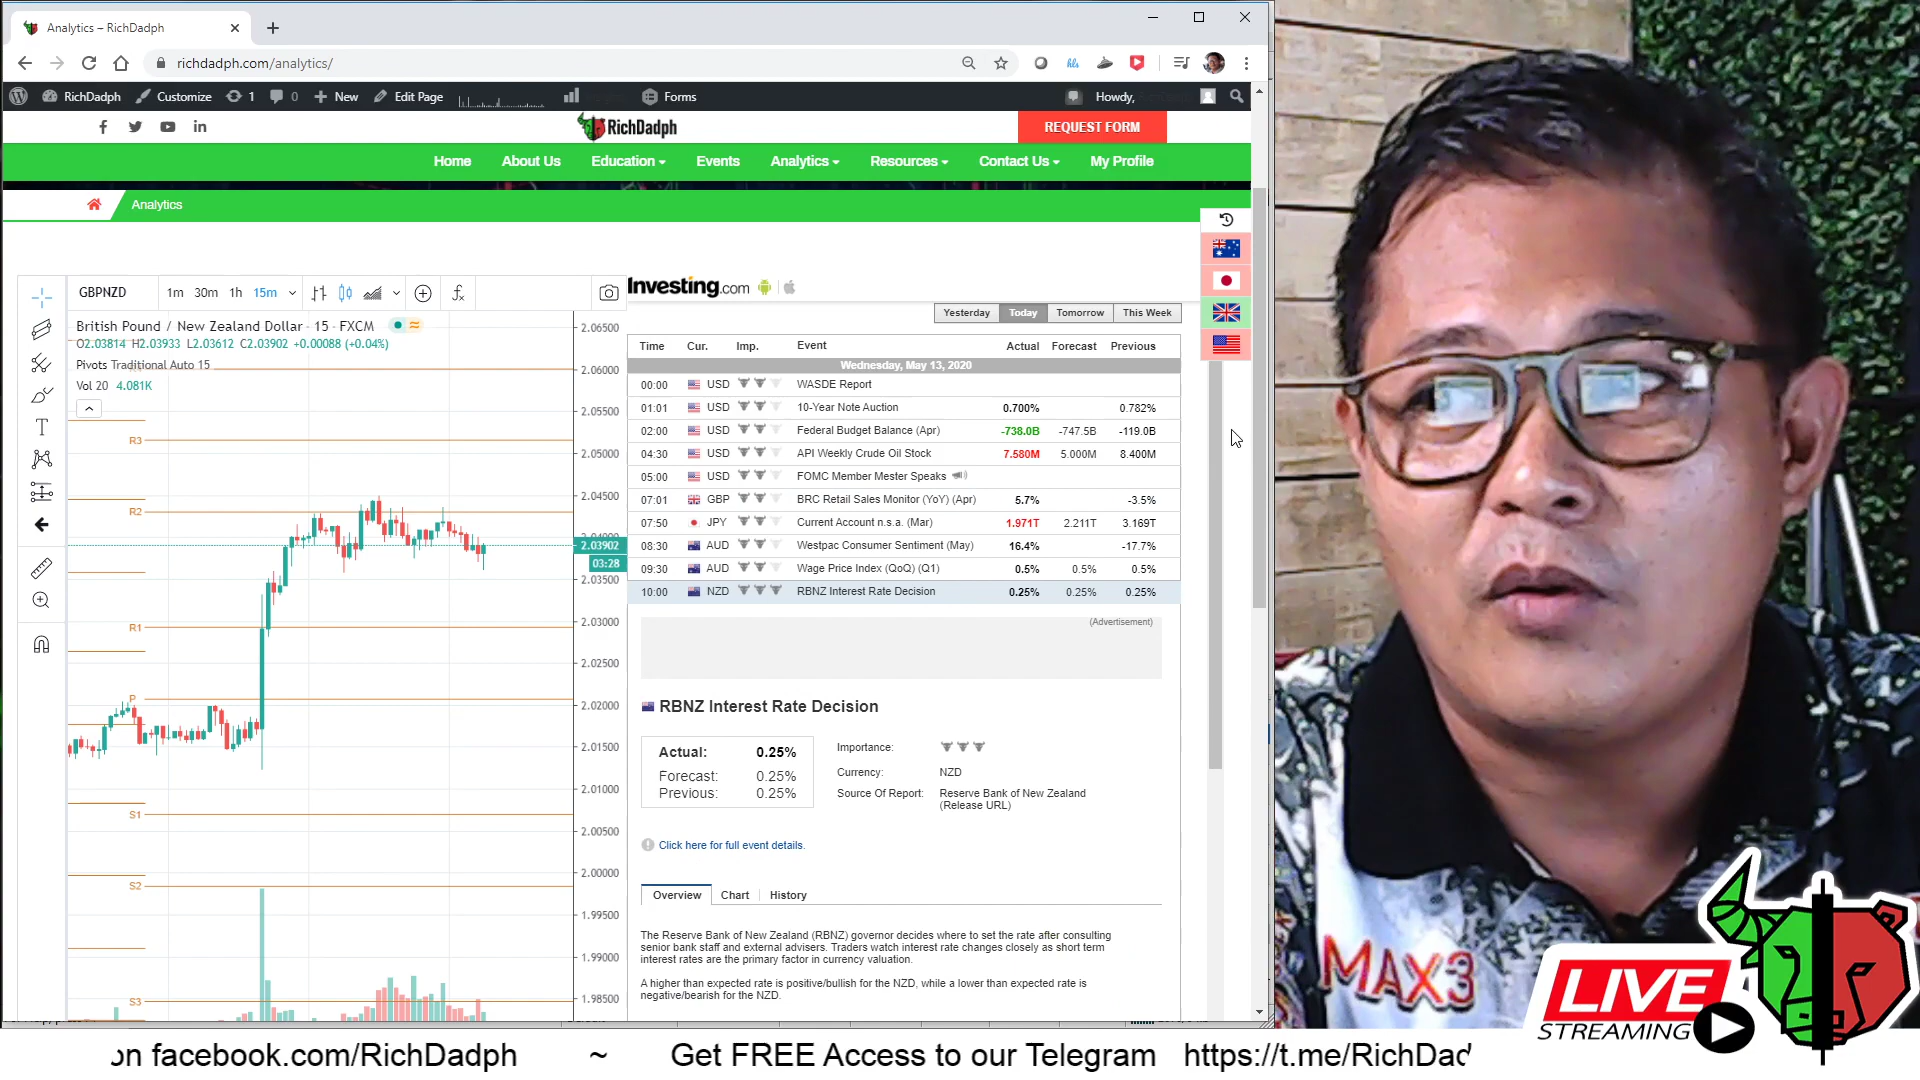 Analytics – RichDadph
richdadph.com/analytics/
RichDadph Customize 1 0 New Edit Page Forms Howdy,
RichDadph
REQUEST FORM
Home About Us Education Events Analytics Resources Contact Us My Profile
Analytics
GBPNZD 1m 30m 1h 15m
British Pound / New Zealand Dollar · 15 · FXCM
O2.03814 H2.03933 L2.03612 C2.03902 +0.00088 (+0.04%)
Pivots Traditional Auto 15
Vol 20 4.081K
R3
R2
R1
P
S1
S2
S3
2.06500
2.06000
2.05500
2.05000
2.04500
2.03902
03:28
2.03500
2.03000
2.02500
2.02000
2.01500
2.01000
2.00500
2.00000
1.99500
1.99000
1.98500
Investing.com
Yesterday Today Tomorrow This Week
Time Cur. Imp. Event Actual Forecast Previous
Wednesday, May 13, 2020
00:00 USD WASDE Report
01:01 USD 10-Year Note Auction 0.700% 0.782%
02:00 USD Federal Budget Balance (Apr) -738.0B -747.5B -119.0B
04:30 USD API Weekly Crude Oil Stock 7.580M 5.000M 8.400M
05:00 USD FOMC Member Mester Speaks
07:01 GBP BRC Retail Sales Monitor (YoY) (Apr) 5.7% -3.5%
07:50 JPY Current Account n.s.a. (Mar) 1.971T 2.211T 3.169T
08:30 AUD Westpac Consumer Sentiment (May) 16.4% -17.7%
09:30 AUD Wage Price Index (QoQ) (Q1) 0.5% 0.5% 0.5%
10:00 NZD RBNZ Interest Rate Decision 0.25% 0.25% 0.25%
(Advertisement)
RBNZ Interest Rate Decision
Actual: 0.25%
Forecast: 0.25%
Previous: 0.25%
Importance:
Currency: NZD
Source Of Report: Reserve Bank of New Zealand
(Release URL)
Click here for full event details.
Overview Chart History
The Reserve Bank of New Zealand (RBNZ) governor decides where to set the rate after consulting
senior bank staff and external advisers. Traders watch interest rate changes closely as short term
interest rates are the primary factor in currency valuation.
A higher than expected rate is positive/bullish for the NZD, while a lower than expected rate is
negative/bearish for the NZD.
MAX3
LIVE
STREAMING
on facebook.com/RichDadph ~ Get FREE Access to our Telegram https://t.me/RichDad